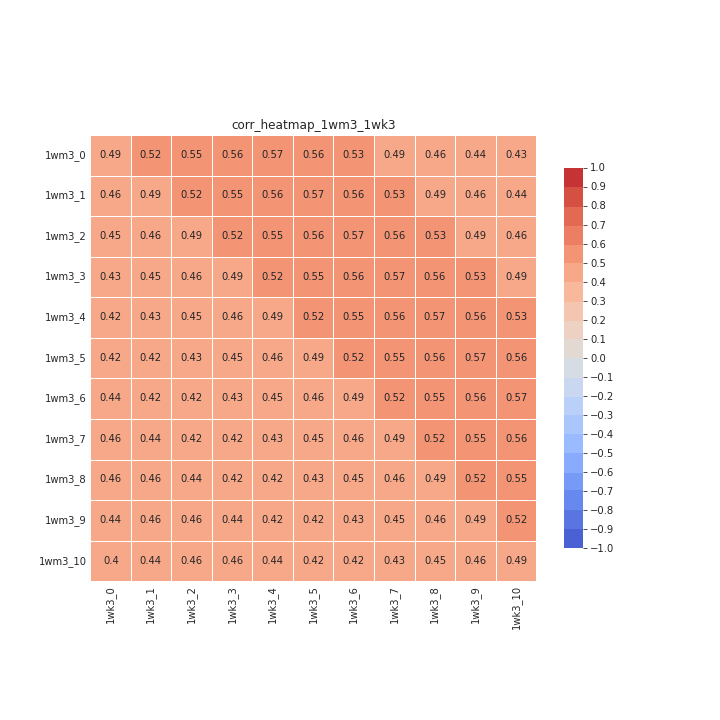 corr_heatmap_1wm3_1wk3
1wm3_0 0.49 0.52 0.55 0.56 0.57 0.56 0.53 0.49 0.46 0.44 0.43
1wm3_1 0.46 0.49 0.52 0.55 0.56 0.57 0.56 0.53 0.49 0.46 0.44
1wm3_2 0.45 0.46 0.49 0.52 0.55 0.56 0.57 0.56 0.53 0.49 0.46
1wm3_3 0.43 0.45 0.46 0.49 0.52 0.55 0.56 0.57 0.56 0.53 0.49
1wm3_4 0.42 0.43 0.45 0.46 0.49 0.52 0.55 0.56 0.57 0.56 0.53
1wm3_5 0.42 0.42 0.43 0.45 0.46 0.49 0.52 0.55 0.56 0.57 0.56
1wm3_6 0.44 0.42 0.42 0.43 0.45 0.46 0.49 0.52 0.55 0.56 0.57
1wm3_7 0.46 0.44 0.42 0.42 0.43 0.45 0.46 0.49 0.52 0.55 0.56
1wm3_8 0.46 0.46 0.44 0.42 0.42 0.43 0.45 0.46 0.49 0.52 0.55
1wm3_9 0.44 0.46 0.46 0.44 0.42 0.42 0.43 0.45 0.46 0.49 0.52
1wm3_10 0.4 0.44 0.46 0.46 0.44 0.42 0.42 0.43 0.45 0.46 0.49
1wk3_0 1wk3_1 1wk3_2 1wk3_3 1wk3_4 1wk3_5 1wk3_6 1wk3_7 1wk3_8 1wk3_9 1wk3_10
1.0
0.9
0.8
0.7
0.6
0.5
0.4
0.3
0.2
0.1
0.0
−0.1
−0.2
−0.3
−0.4
−0.5
−0.6
−0.7
−0.8
−0.9
−1.0